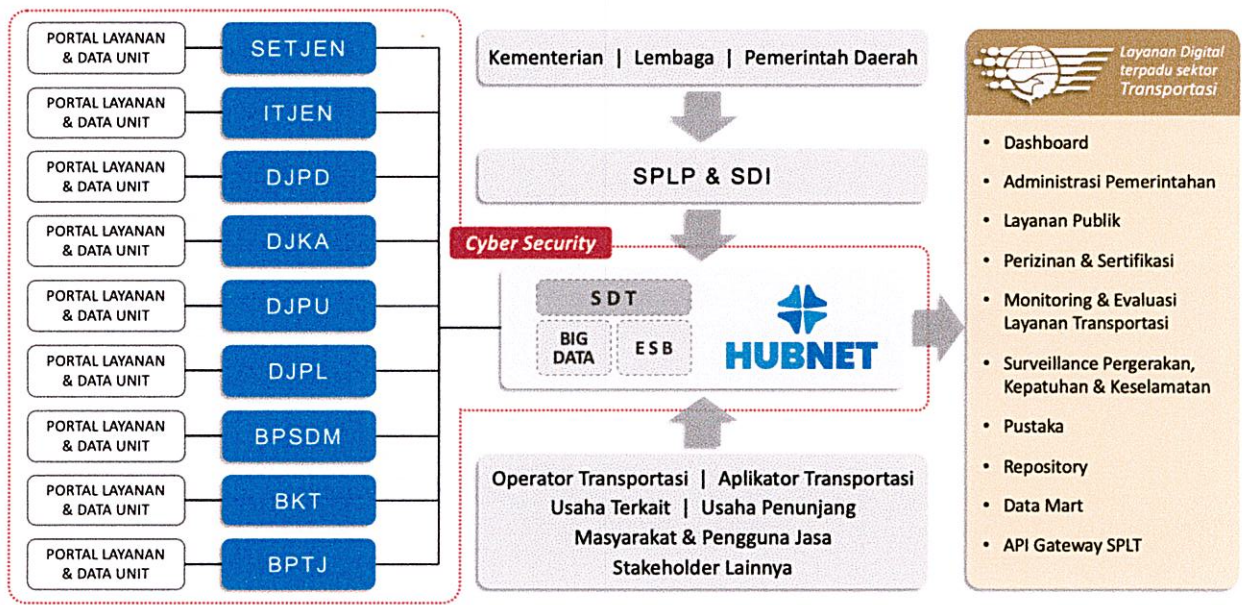 PORTAL LAYANAN
& DATA UNIT
SETJEN
PORTAL LAYANAN
& DATA UNIT
ITJEN
PORTAL LAYANAN
& DATA UNIT
DJPD
PORTAL LAYANAN
& DATA UNIT
DJKA
PORTAL LAYANAN
& DATA UNIT
DJPU
PORTAL LAYANAN
& DATA UNIT
DJPL
PORTAL LAYANAN
& DATA UNIT
BPSDM
PORTAL LAYANAN
& DATA UNIT
BKT
PORTAL LAYANAN
& DATA UNIT
BPTJ
Kementerian | Lembaga | Pemerintah Daerah
SPLP & SDI
Cyber Security
SDT
BIG
DATA
ESB
HUBNET
Operator Transportasi | Aplikator Transportasi
Usaha Terkait | Usaha Penunjang
Masyarakat & Pengguna Jasa
Stakeholder Lainnya
Layanan Digital
terpadu sektor
Transportasi
• Dashboard
• Administrasi Pemerintahan
• Layanan Publik
• Perizinan & Sertifikasi
• Monitoring & Evaluasi
Layanan Transportasi
• Surveillance Pergerakan,
Kepatuhan & Keselamatan
• Pustaka
• Repository
• Data Mart
• API Gateway SPLT